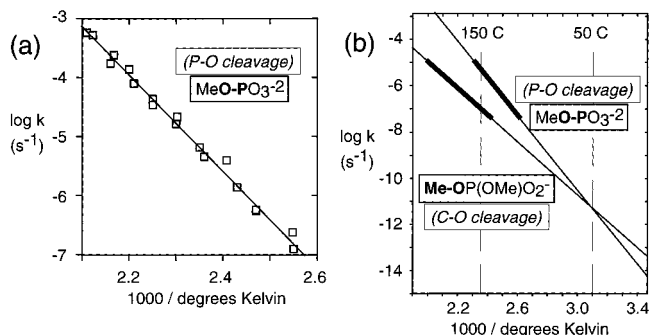 (a)
-3
-4
-5
-6
-7
log k
(s⁻¹)
(P-O cleavage)
MeO-PO3⁻²
2.2
2.4
2.6
1000 / degrees Kelvin
(b)
150 C
50 C
-4
-6
-8
-10
-12
-14
log k
(s⁻¹)
(P-O cleavage)
MeO-PO3⁻²
Me-OP(OMe)O2⁻
(C-O cleavage)
2.2
2.6
3.0
3.4
1000 / degrees Kelvin